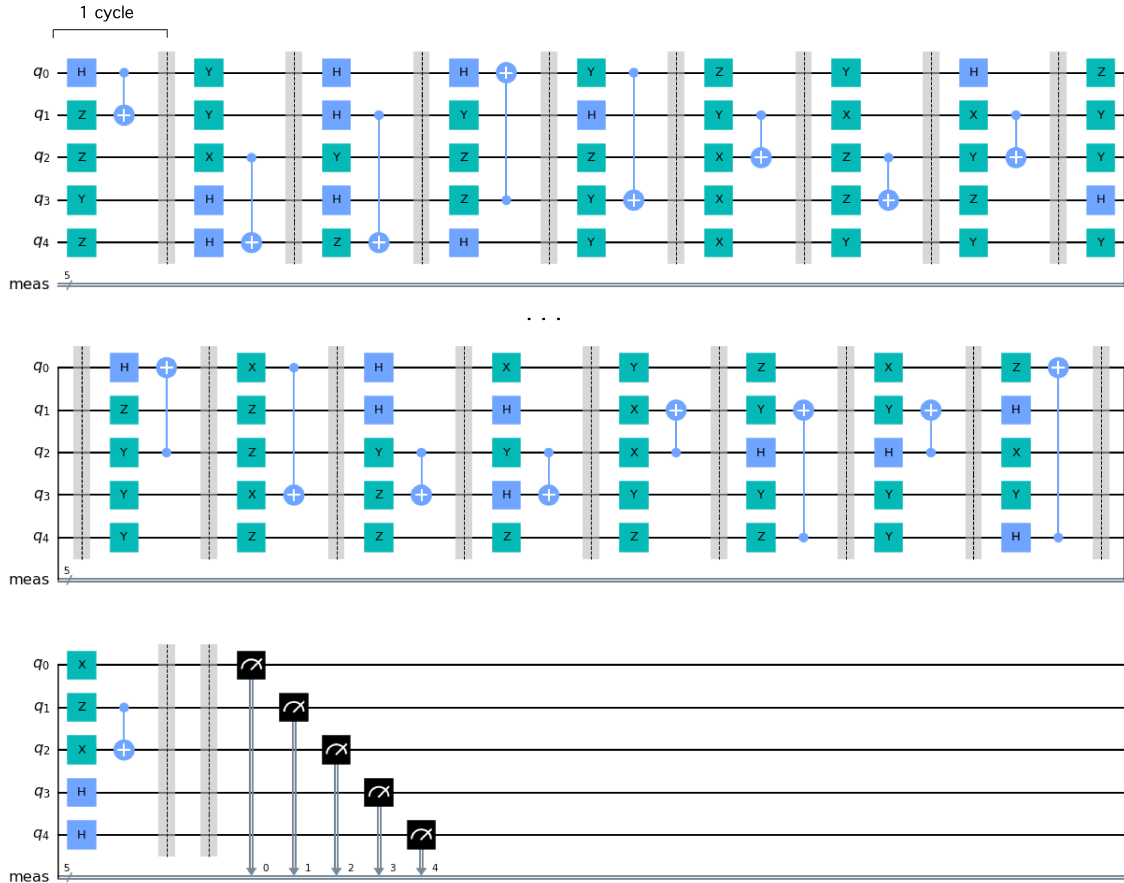 1 cycle
q0 H Y H H Y Z Y H Z
q1 Z Y H Y H Y X X Y
q2 Z X Y Z Z X Z Y Y
q3 Y H H Z Y X Z Z H
q4 Z H Z H Y X Y Y Y
meas 5
. . .
q0 H X H X Y Z X Z
q1 Z Z H H X Y Y H
q2 Y Z Y Y X H H X
q3 Y X Z H Y Y Y Y
q4 Y Z Z Z Y Z Y H
meas 5
q0 X
q1 Z
q2 X
q3 H
q4 H
meas 5 0 1 2 3 4